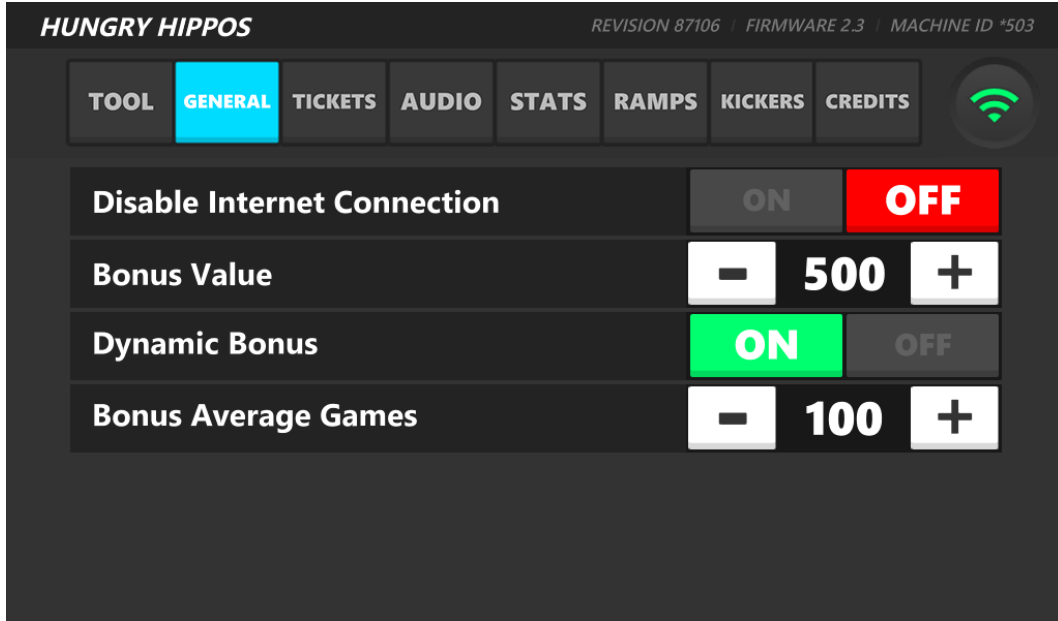 HUNGRY HIPPOS REVISION 87106 | FIRMWARE 2.3 | MACHINE ID *503
TOOL GENERAL TICKETS AUDIO STATS RAMPS KICKERS CREDITS
Disable Internet Connection ON OFF
Bonus Value - 500 +
Dynamic Bonus ON OFF
Bonus Average Games - 100 +